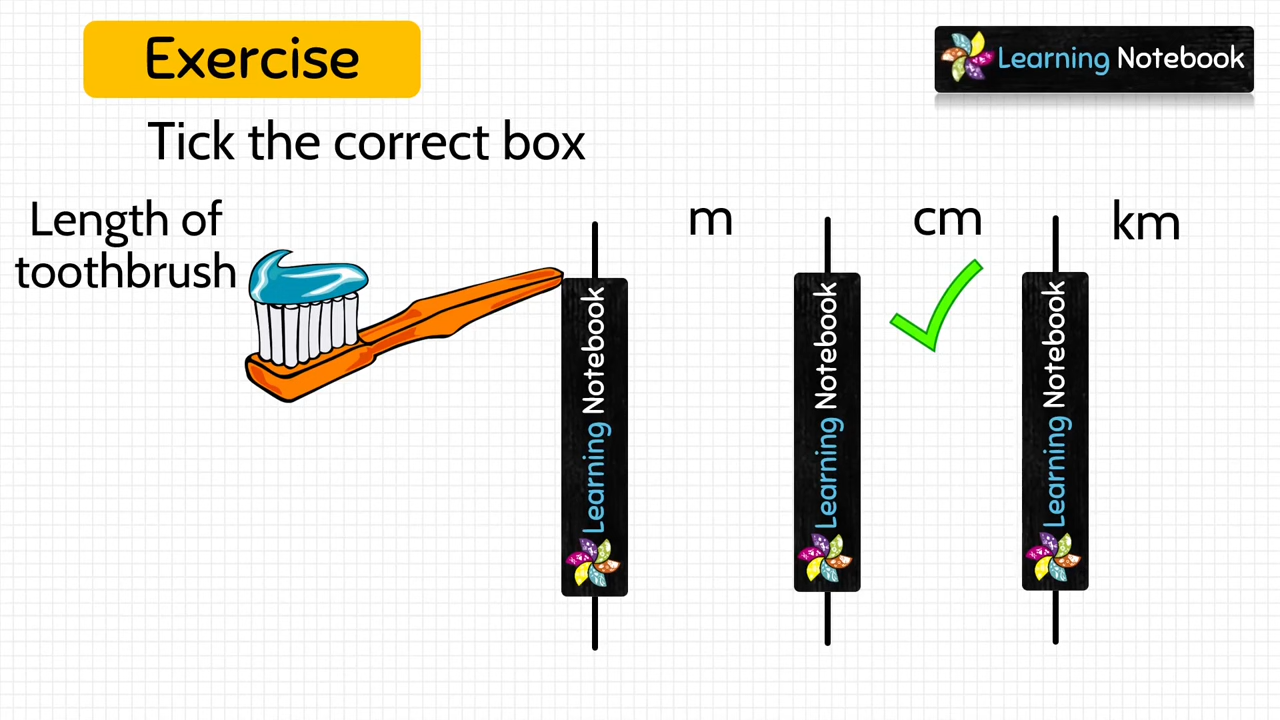 Exercise
Learning Notebook
Tick the correct box
Length of
toothbrush
m
cm
km
Learning Notebook
Learning Notebook
Learning Notebook